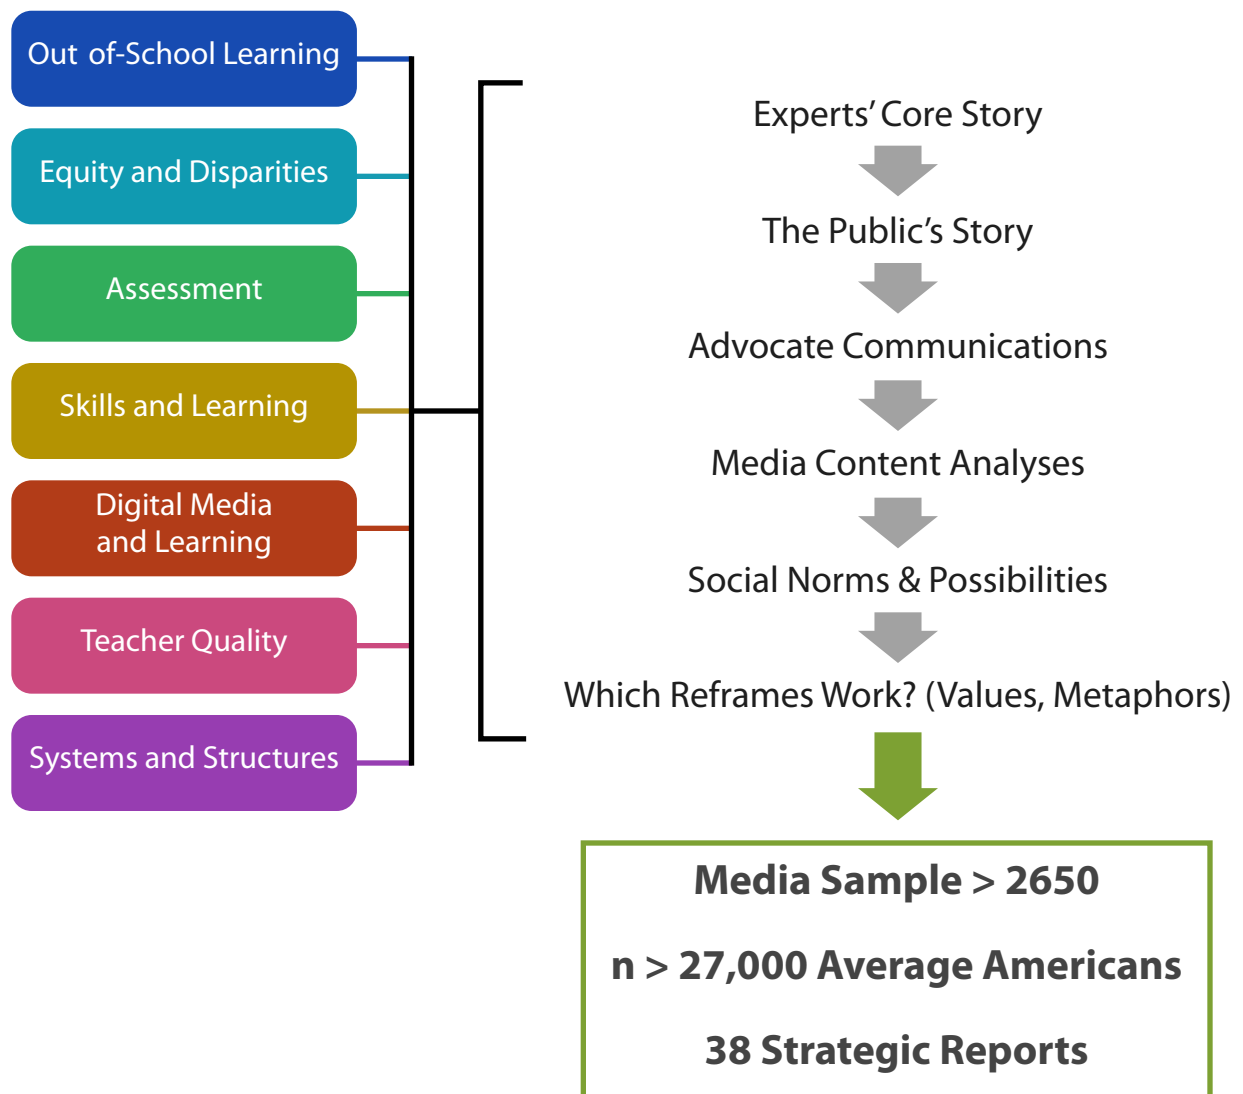 Out of-School Learning
Equity and Disparities
Assessment
Skills and Learning
Digital Media
and Learning
Teacher Quality
Systems and Structures
Experts’ Core Story
The Public’s Story
Advocate Communications
Media Content Analyses
Social Norms & Possibilities
Which Reframes Work? (Values, Metaphors)
Media Sample > 2650
n > 27,000 Average Americans
38 Strategic Reports